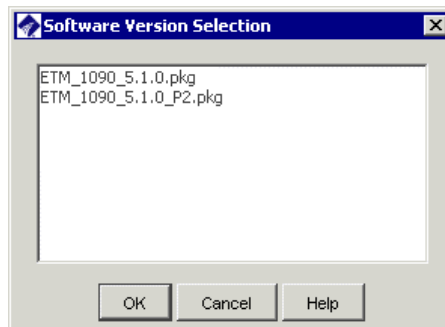 Software Version Selection
ETM_1090_5.1.0.pkg
ETM_1090_5.1.0_P2.pkg
OK Cancel Help